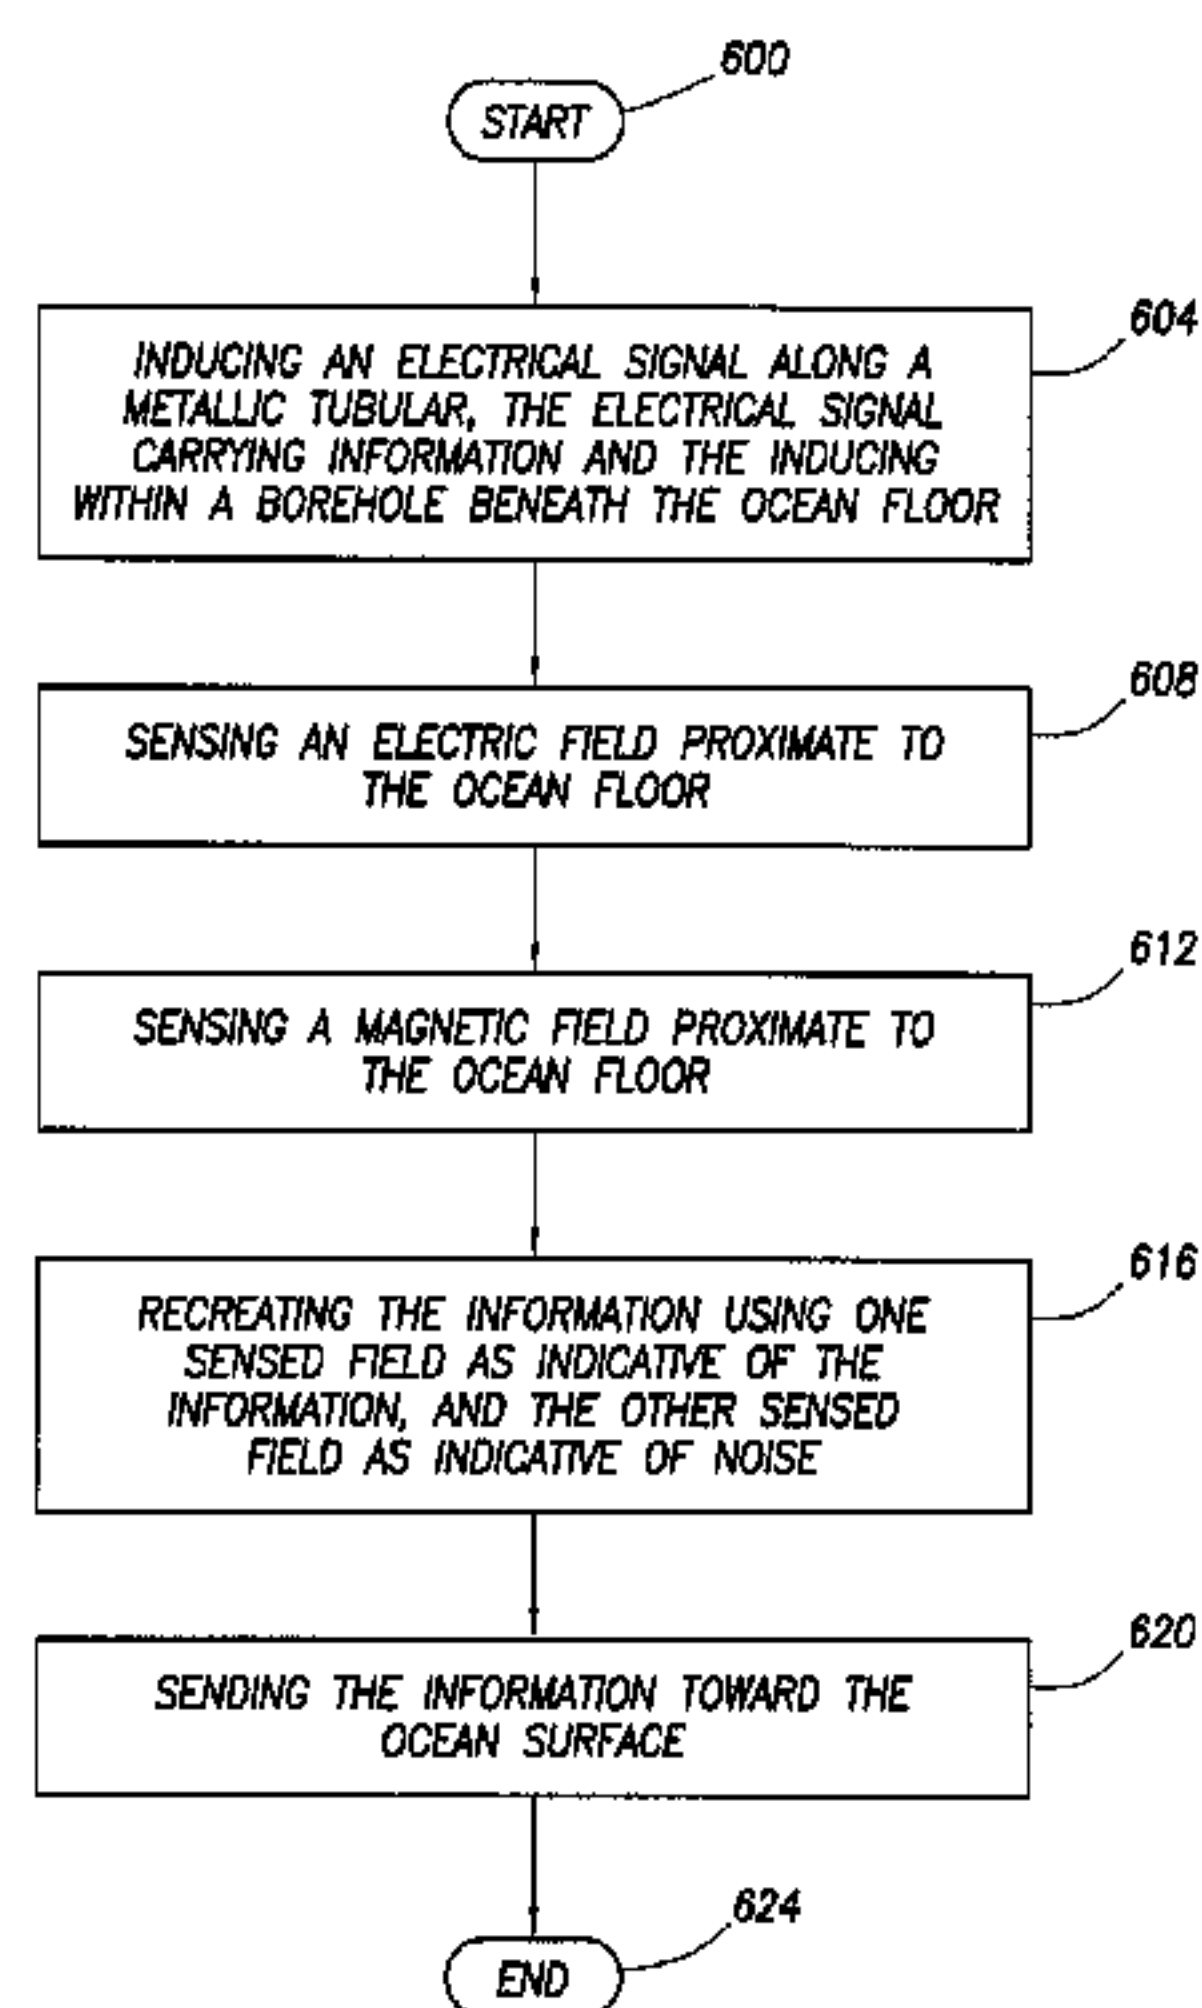 600
START
604
INDUCING AN ELECTRICAL SIGNAL ALONG A
METALLIC TUBULAR, THE ELECTRICAL SIGNAL
CARRYING INFORMATION AND THE INDUCING
WITHIN A BOREHOLE BENEATH THE OCEAN FLOOR
608
SENSING AN ELECTRIC FIELD PROXIMATE TO
THE OCEAN FLOOR
612
SENSING A MAGNETIC FIELD PROXIMATE TO
THE OCEAN FLOOR
616
RECREATING THE INFORMATION USING ONE
SENSED FIELD AS INDICATIVE OF THE
INFORMATION, AND THE OTHER SENSED
FIELD AS INDICATIVE OF NOISE
620
SENDING THE INFORMATION TOWARD THE
OCEAN SURFACE
624
END